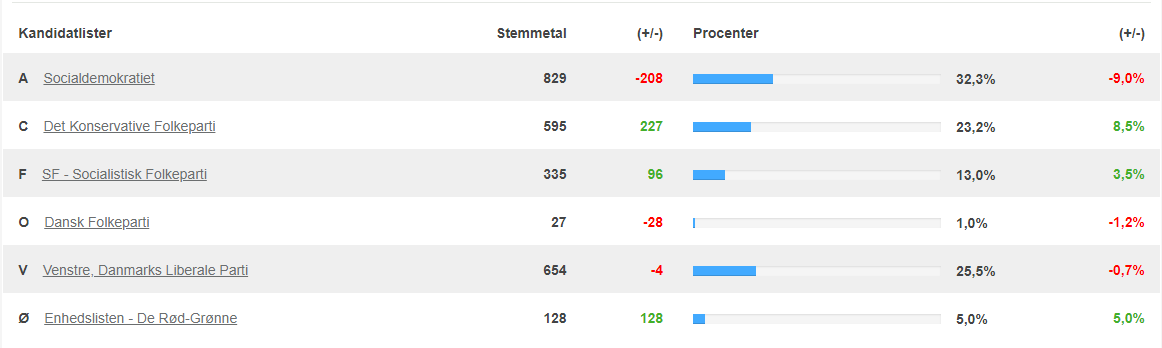 Kandidatlister Stemmetal (+/-) Procenter (+/-)
A Socialdemokratiet 829 -208 32,3% -9,0%
C Det Konservative Folkeparti 595 227 23,2% 8,5%
F SF - Socialistisk Folkeparti 335 96 13,0% 3,5%
O Dansk Folkeparti 27 -28 1,0% -1,2%
V Venstre, Danmarks Liberale Parti 654 -4 25,5% -0,7%
Ø Enhedslisten - De Rød-Grønne 128 128 5,0% 5,0%